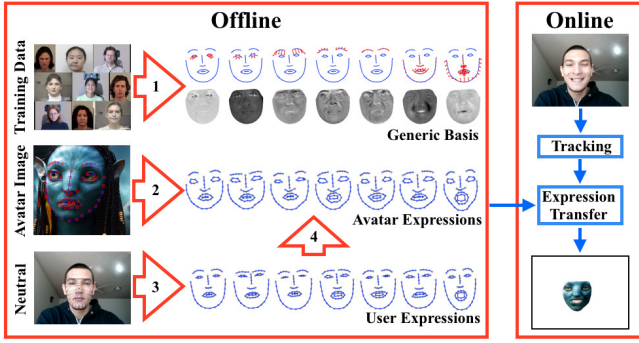 Offline
Online
Training Data
1
Generic Basis
Tracking
Avatar Image
2
Avatar Expressions
Expression
Transfer
4
Neutral
3
User Expressions